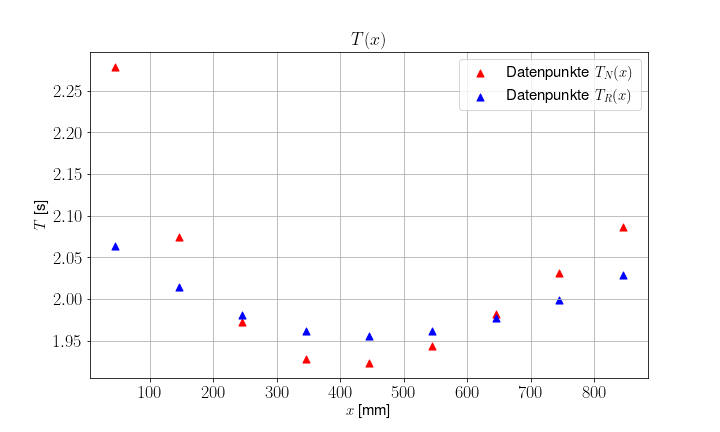 T(x)
Datenpunkte T_N(x)
Datenpunkte T_R(x)
2.25
2.20
2.15
2.10
2.05
2.00
1.95
T [s]
100 200 300 400 500 600 700 800
x [mm]